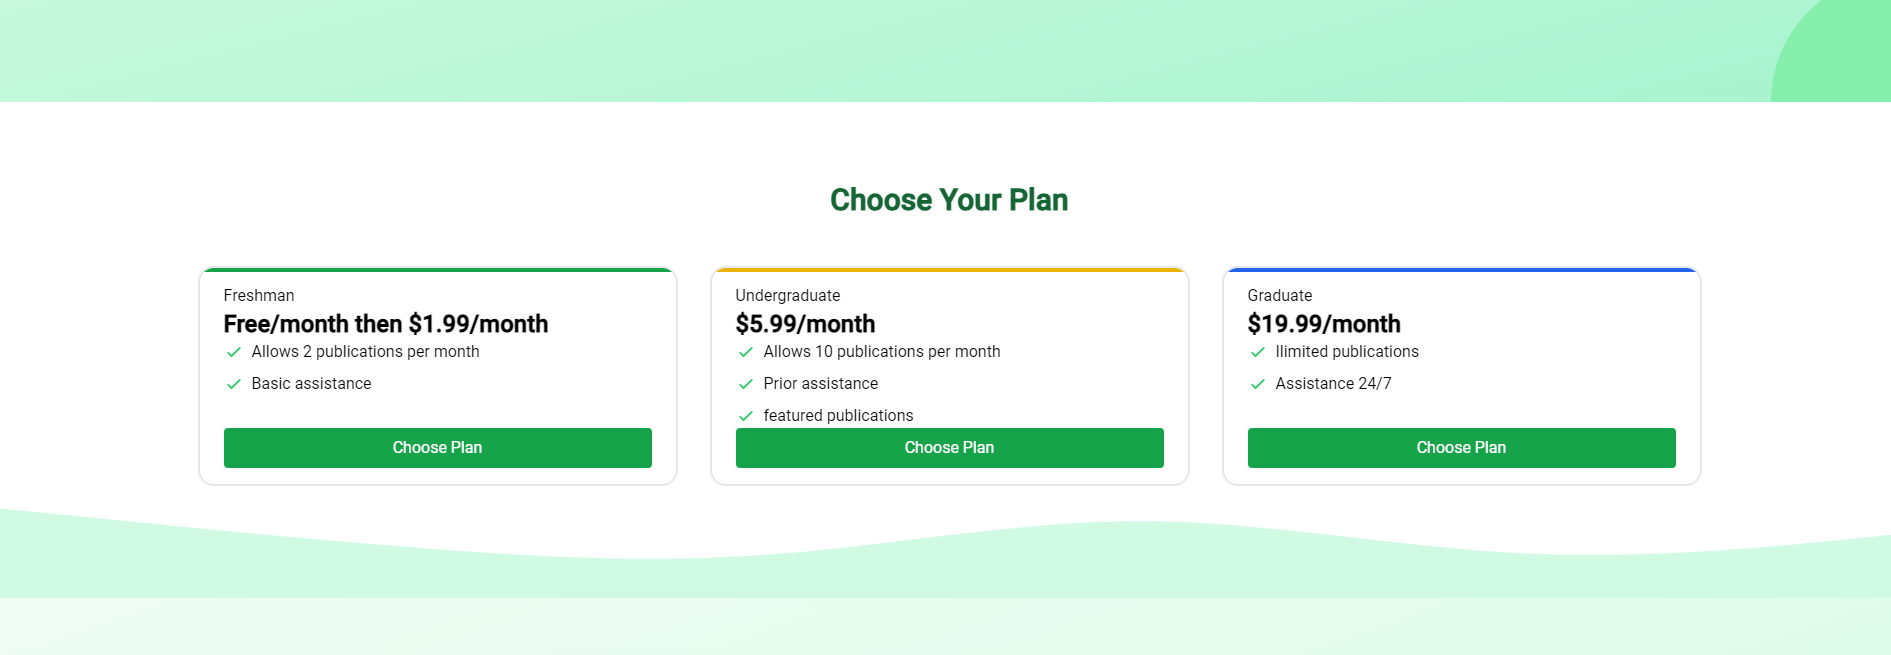 Choose Your Plan
Freshman
Free/month then $1.99/month
Allows 2 publications per month
Basic assistance
Choose Plan
Undergraduate
$5.99/month
Allows 10 publications per month
Prior assistance
featured publications
Choose Plan
Graduate
$19.99/month
Ilimited publications
Assistance 24/7
Choose Plan